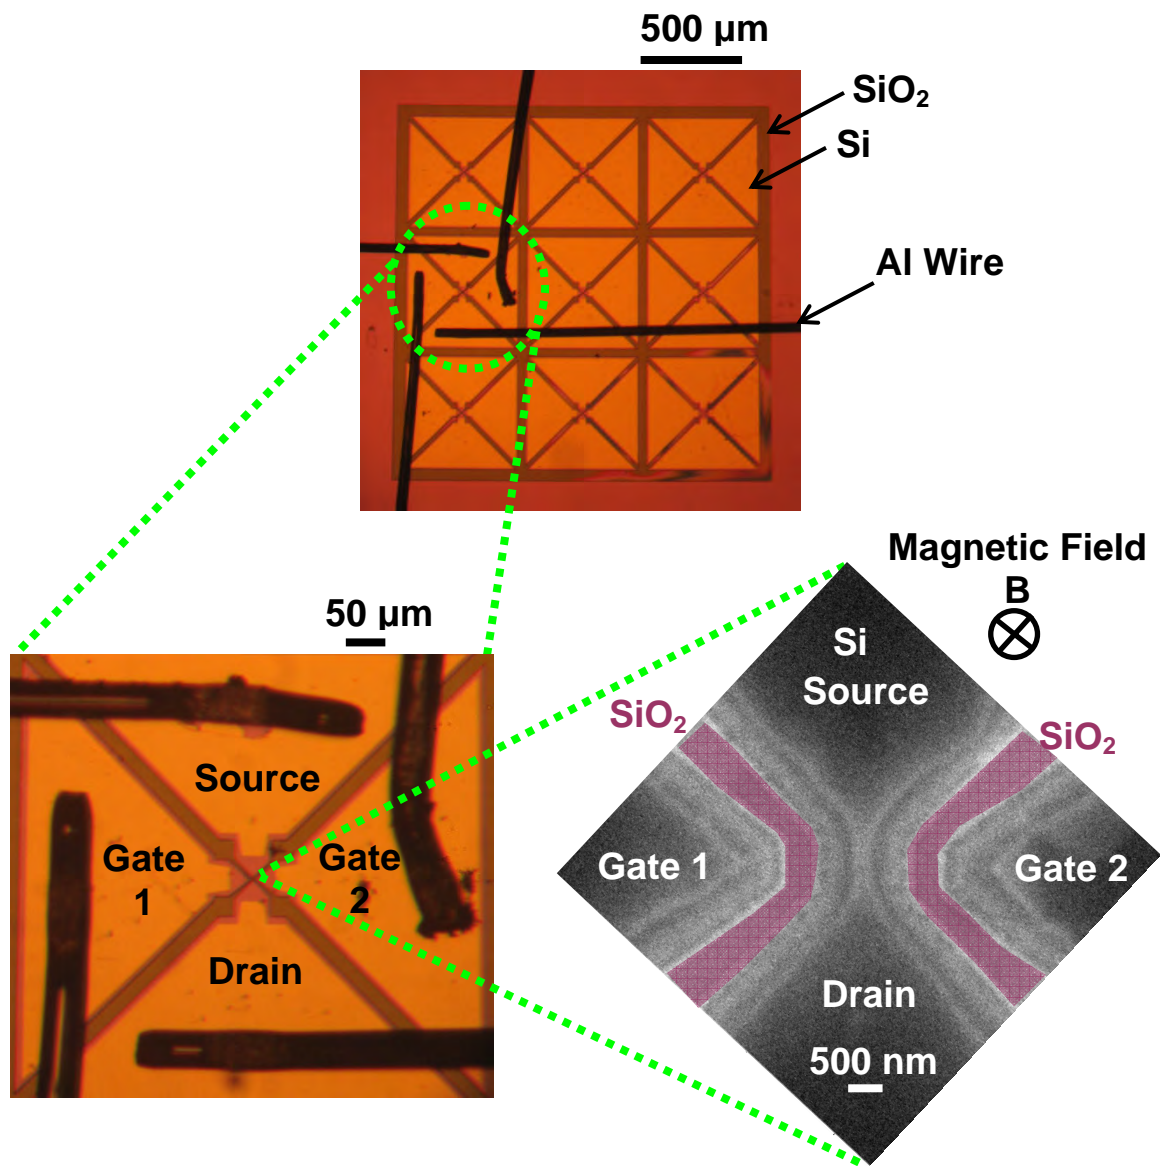 500 µm
SiO₂
Si
Al Wire
Magnetic Field
B
50 µm
Si
Source
SiO₂
SiO₂
Source
Gate
1
Gate
2
Gate 1
Gate 2
Drain
Drain
500 nm